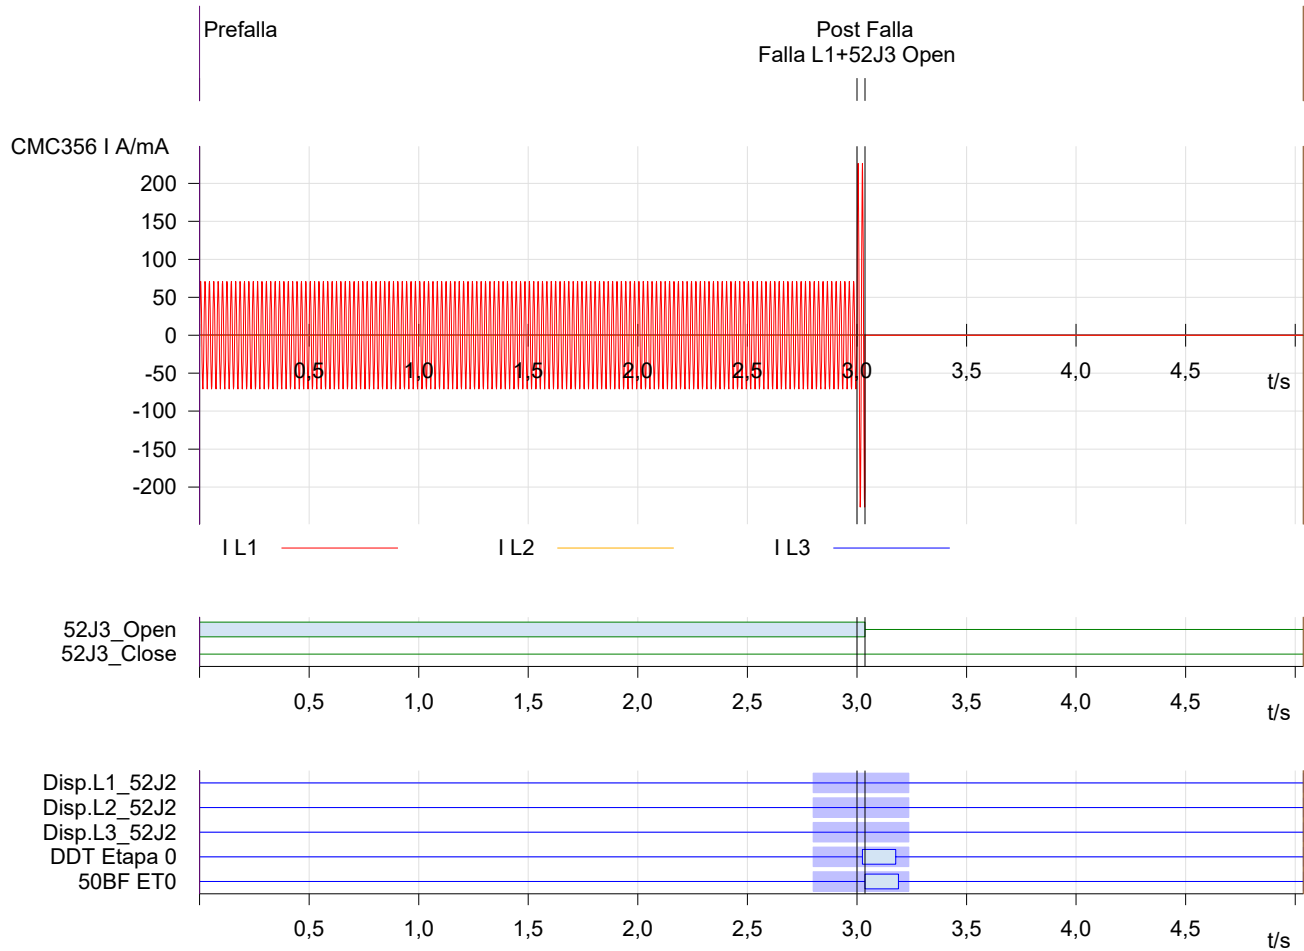 Prefalla
Post Falla
Falla L1+52J3 Open
CMC356 I A/mA
200
150
100
50
0
-50
-100
-150
-200
0,5 1,0 1,5 2,0 2,5 3,0 3,5 4,0 4,5 t/s
I L1 I L2 I L3
52J3_Open
52J3_Close
0,5 1,0 1,5 2,0 2,5 3,0 3,5 4,0 4,5 t/s
Disp.L1_52J2
Disp.L2_52J2
Disp.L3_52J2
DDT Etapa 0
50BF ET0
0,5 1,0 1,5 2,0 2,5 3,0 3,5 4,0 4,5 t/s